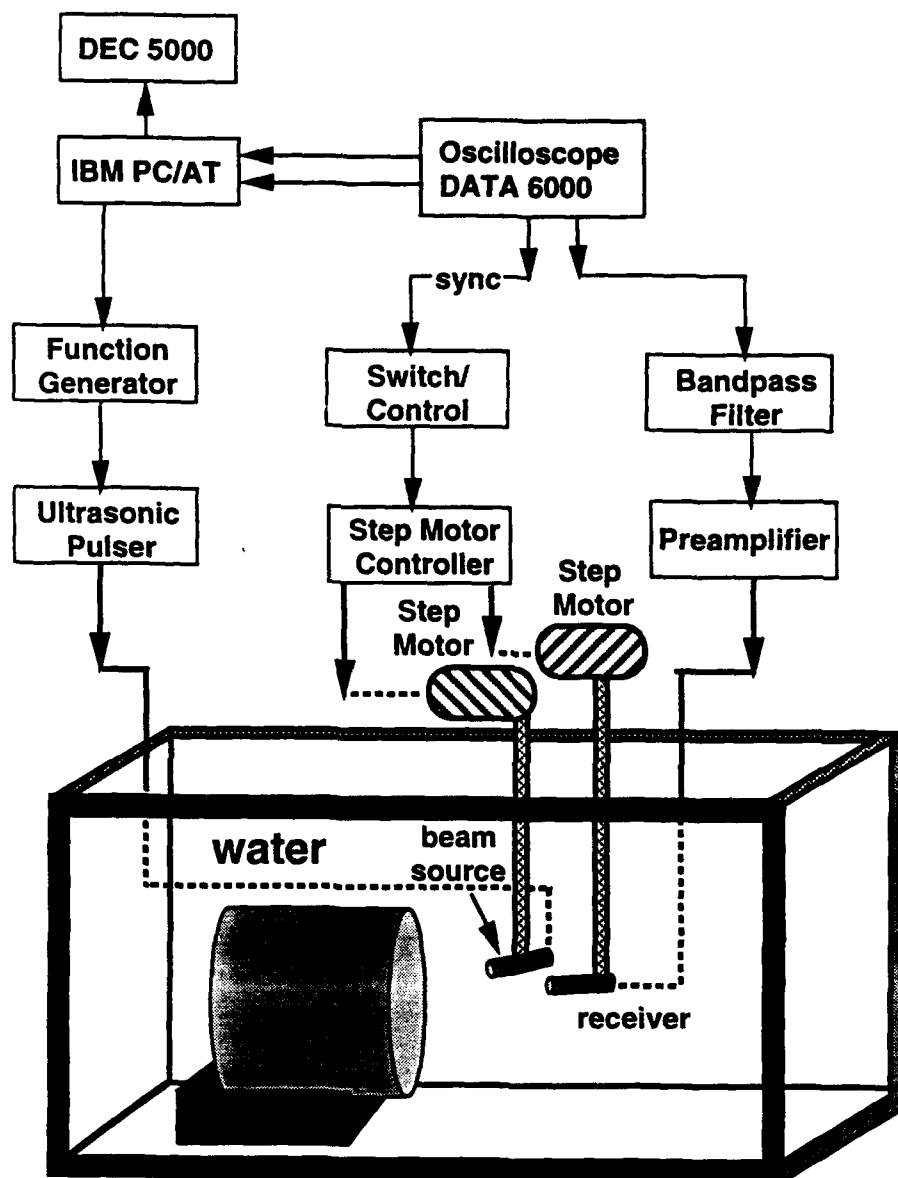 DEC 5000
IBM PC/AT
Oscilloscope
DATA 6000
sync
Function
Generator
Switch/
Control
Bandpass
Filter
Ultrasonic
Pulser
Step Motor
Controller
Preamplifier
Step
Motor
Step
Motor
water
beam
source
receiver